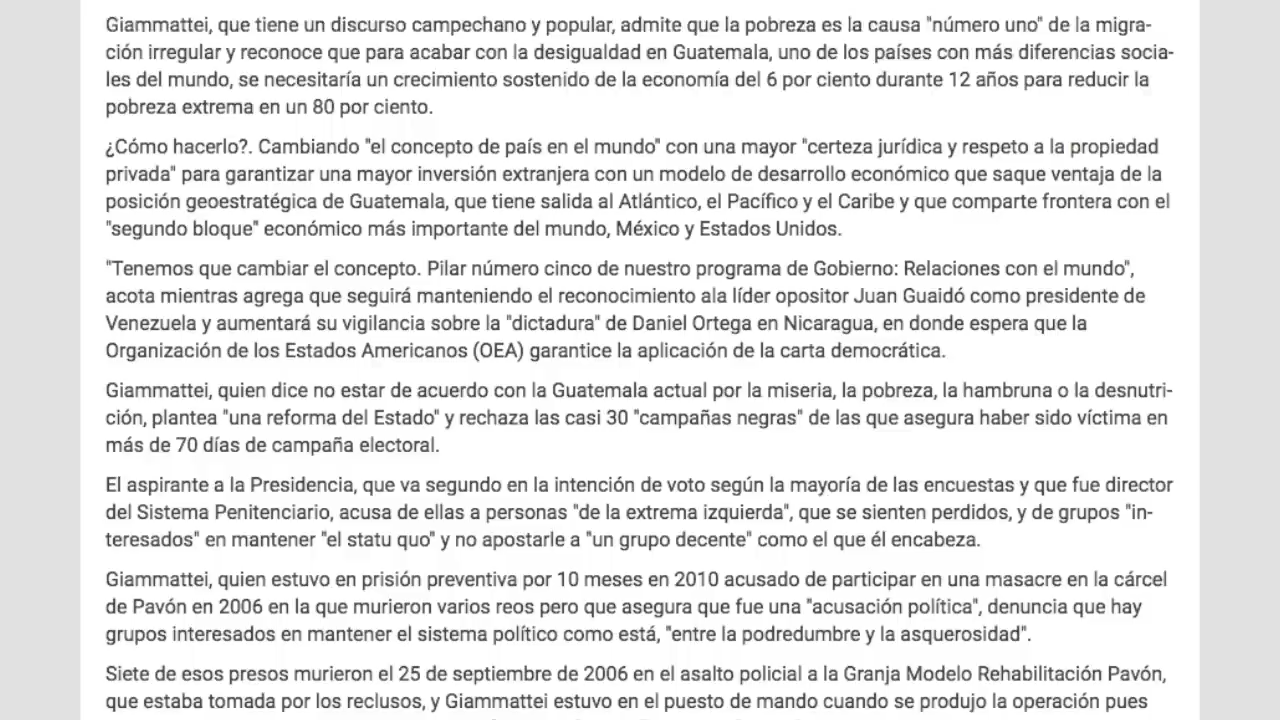 Giammattei, que tiene un discurso campechano y popular, admite que la pobreza es la causa "número uno" de la migra-
ción irregular y reconoce que para acabar con la desigualdad en Guatemala, uno de los países con más diferencias socia-
les del mundo, se necesitaría un crecimiento sostenido de la economía del 6 por ciento durante 12 años para reducir la
pobreza extrema en un 80 por ciento.
¿Cómo hacerlo?. Cambiando "el concepto de país en el mundo" con una mayor "certeza jurídica y respeto a la propiedad
privada" para garantizar una mayor inversión extranjera con un modelo de desarrollo económico que saque ventaja de la
posición geoestratégica de Guatemala, que tiene salida al Atlántico, el Pacífico y el Caribe y que comparte frontera con el
"segundo bloque" económico más importante del mundo, México y Estados Unidos.
"Tenemos que cambiar el concepto. Pilar número cinco de nuestro programa de Gobierno: Relaciones con el mundo",
acota mientras agrega que seguirá manteniendo el reconocimiento ala líder opositor Juan Guaidó como presidente de
Venezuela y aumentará su vigilancia sobre la "dictadura" de Daniel Ortega en Nicaragua, en donde espera que la
Organización de los Estados Americanos (OEA) garantice la aplicación de la carta democrática.
Giammattei, quien dice no estar de acuerdo con la Guatemala actual por la miseria, la pobreza, la hambruna o la desnutri-
ción, plantea "una reforma del Estado" y rechaza las casi 30 "campañas negras" de las que asegura haber sido víctima en
más de 70 días de campaña electoral.
El aspirante a la Presidencia, que va segundo en la intención de voto según la mayoría de las encuestas y que fue director
del Sistema Penitenciario, acusa de ellas a personas "de la extrema izquierda", que se sienten perdidos, y de grupos "in-
teresados" en mantener "el statu quo" y no apostarle a "un grupo decente" como el que él encabeza.
Giammattei, quien estuvo en prisión preventiva por 10 meses en 2010 acusado de participar en una masacre en la cárcel
de Pavón en 2006 en la que murieron varios reos pero que asegura que fue una "acusación política", denuncia que hay
grupos interesados en mantener el sistema político como está, "entre la podredumbre y la asquerosidad".
Siete de esos presos murieron el 25 de septiembre de 2006 en el asalto policial a la Granja Modelo Rehabilitación Pavón,
que estaba tomada por los reclusos, y Giammattei estuvo en el puesto de mando cuando se produjo la operación pues